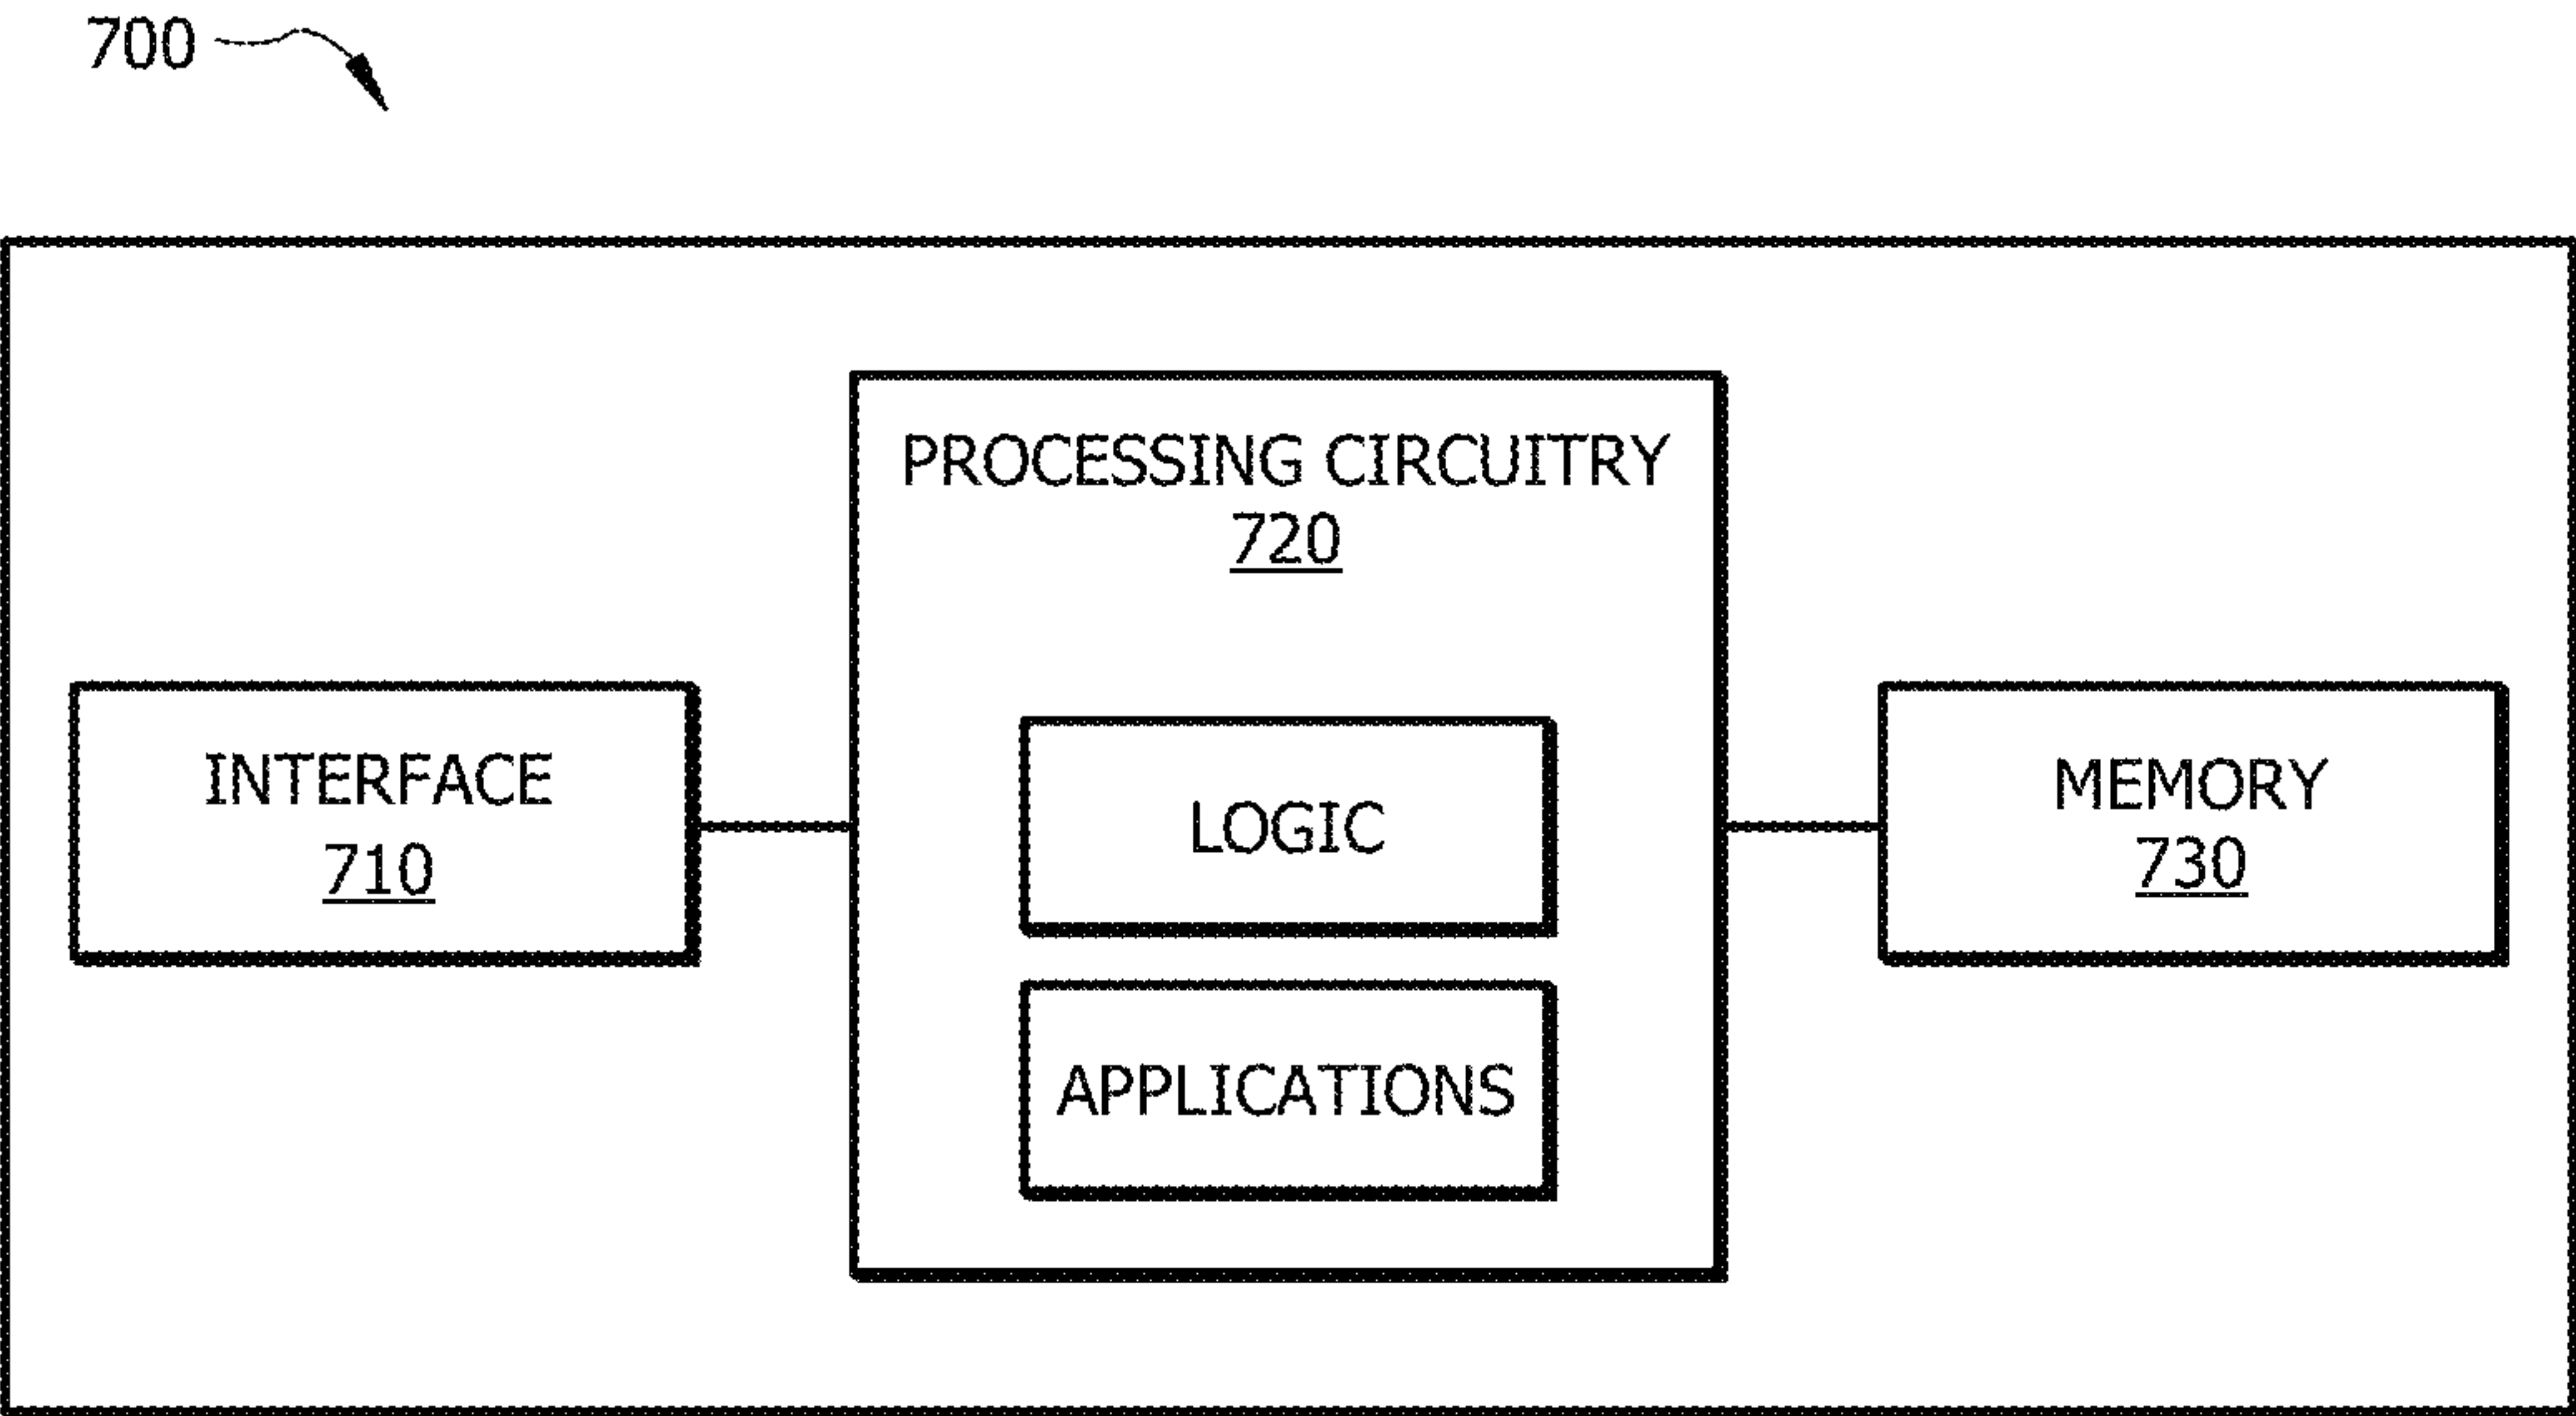 700
PROCESSING CIRCUITRY
720
INTERFACE
710
LOGIC
APPLICATIONS
MEMORY
730